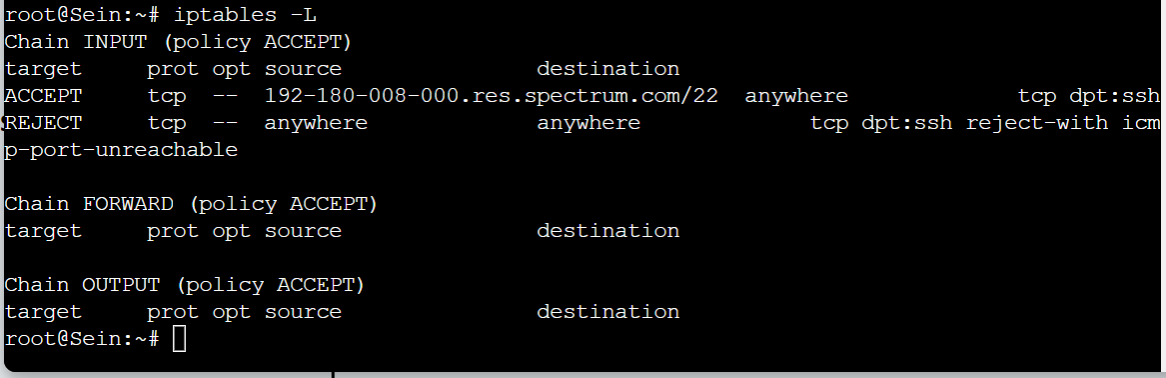 root@Sein:~# iptables -L
Chain INPUT (policy ACCEPT)
target     prot opt source               destination
ACCEPT     tcp  --  192-180-008-000.res.spectrum.com/22  anywhere             tcp dpt:ssh
REJECT     tcp  --  anywhere             anywhere             tcp dpt:ssh reject-with icm
p-port-unreachable

Chain FORWARD (policy ACCEPT)
target     prot opt source               destination

Chain OUTPUT (policy ACCEPT)
target     prot opt source               destination
root@Sein:~#